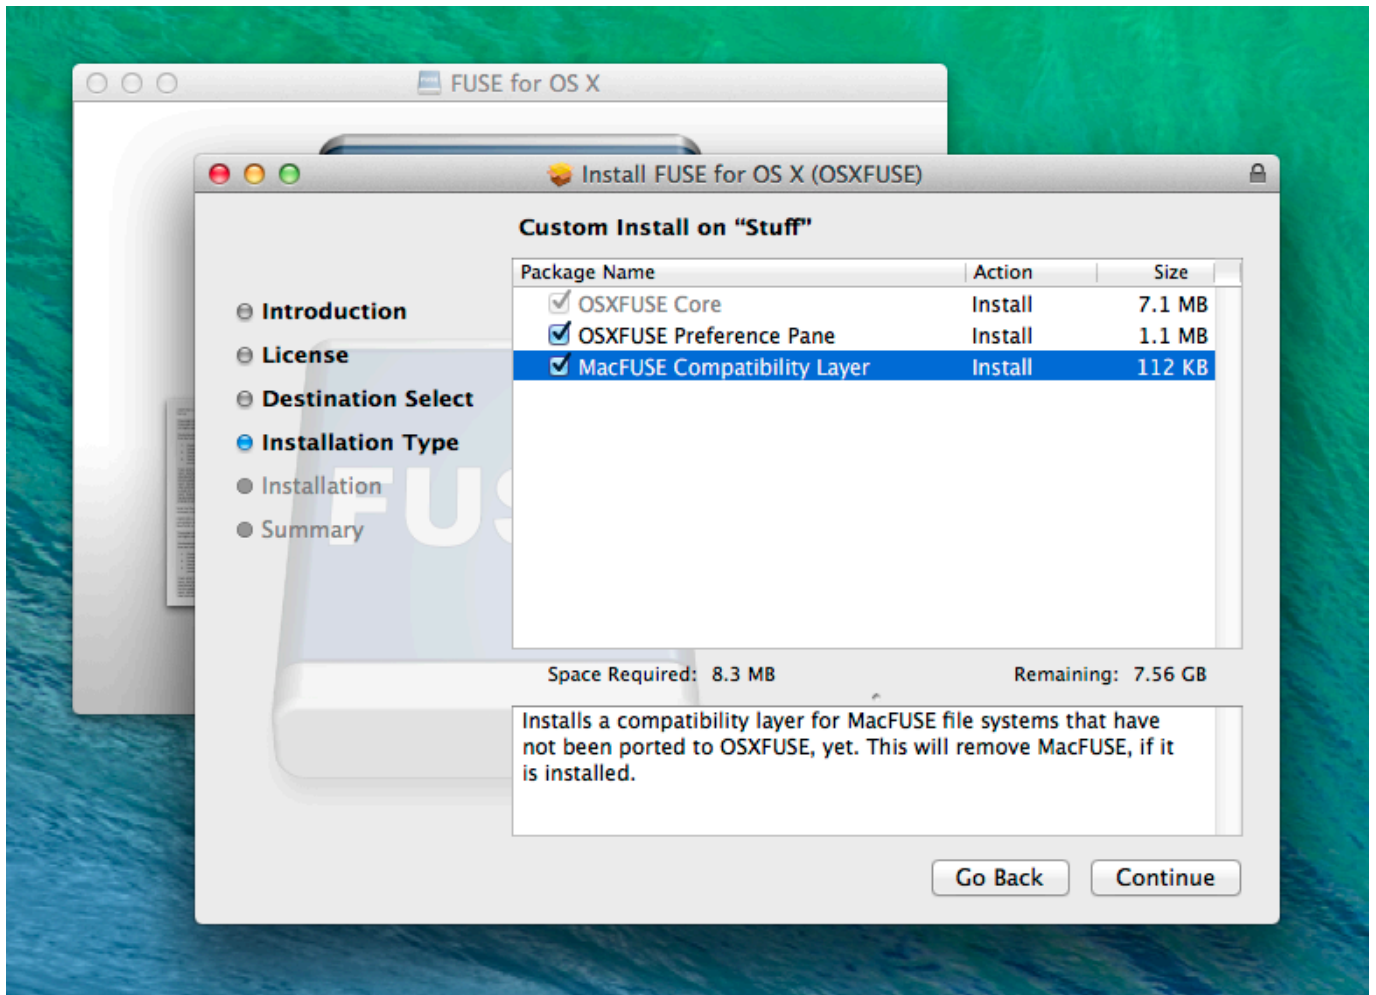 FUSE for OS X
Install FUSE for OS X (OSXFUSE)
Custom Install on “Stuff”
Package Name Action Size
OSXFUSE Core Install 7.1 MB
OSXFUSE Preference Pane Install 1.1 MB
MacFUSE Compatibility Layer Install 112 KB
Introduction
License
Destination Select
Installation Type
Installation
Summary
FUS
Space Required: 8.3 MB Remaining: 7.56 GB
Installs a compatibility layer for MacFUSE file systems that have
not been ported to OSXFUSE, yet. This will remove MacFUSE, if it
is installed.
Go Back Continue